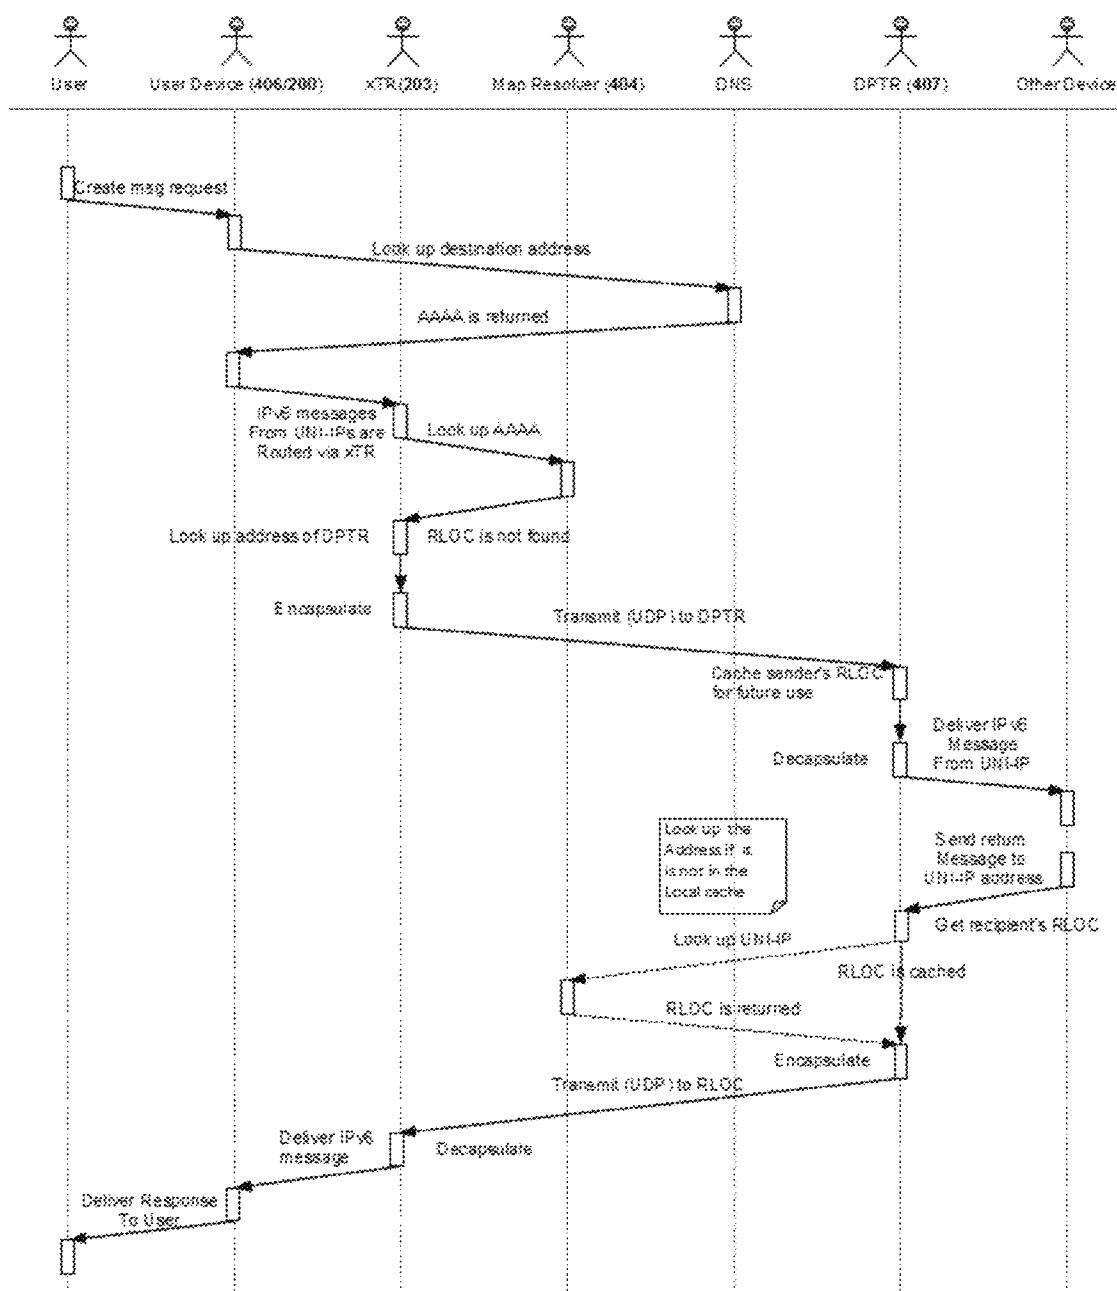 User
User Device (406/200)
xTR(203)
Map Resolver (404)
DNS
DPTR (407)
Other Device
Create msg request
Look up destination address
AAAA is returned
IPv6 messages
From UNI-IPs are
Routed via xTR
Look up AAAA
Look up address of DPTR
RLOC is not found
Encapsulate
Transmit (UDP) to DPTR
Cache sender's RLOC
for future use
Deliver IPv6
Message
From UNI-IP
Decapsulate
Look up the
Address if is
is not in the
Local cache
Send return
Message to
UNI-IP address
Get recipient's RLOC
Look up UNI-IP
RLOC is cached
RLOC is returned
Encapsulate
Transmit (UDP) to RLOC
Deliver IPv6
message
Decapsulate
Deliver Response
To User